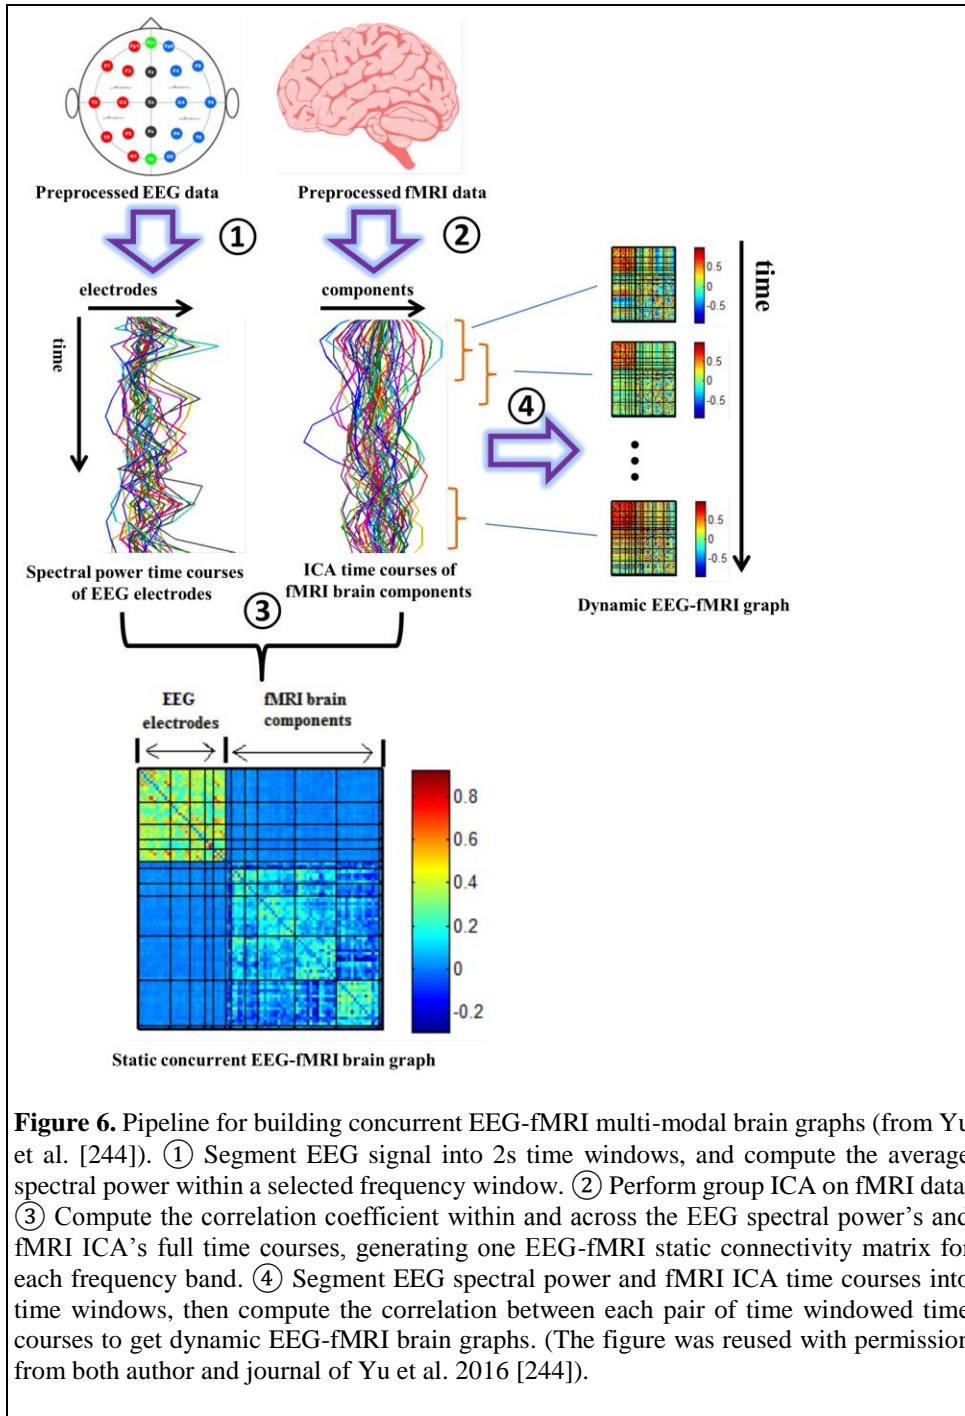 Preprocessed EEG data
Preprocessed fMRI data
①
②
electrodes
components
time
time
0.5
0
-0.5
0.5
0
-0.5
④
0.5
0
-0.5
Spectral power time courses
of EEG electrodes
ICA time courses of
fMRI brain components
Dynamic EEG-fMRI graph
③
EEG
electrodes
fMRI brain
components
0.8
0.6
0.4
0.2
0
-0.2
Static concurrent EEG-fMRI brain graph
Figure 6. Pipeline for building concurrent EEG-fMRI multi-modal brain graphs (from Yu
et al. [244]). ① Segment EEG signal into 2s time windows, and compute the average
spectral power within a selected frequency window. ② Perform group ICA on fMRI data
③ Compute the correlation coefficient within and across the EEG spectral power's and
fMRI ICA's full time courses, generating one EEG-fMRI static connectivity matrix for
each frequency band. ④ Segment EEG spectral power and fMRI ICA time courses into
time windows, then compute the correlation between each pair of time windowed time
courses to get dynamic EEG-fMRI brain graphs. (The figure was reused with permission
from both author and journal of Yu et al. 2016 [244]).